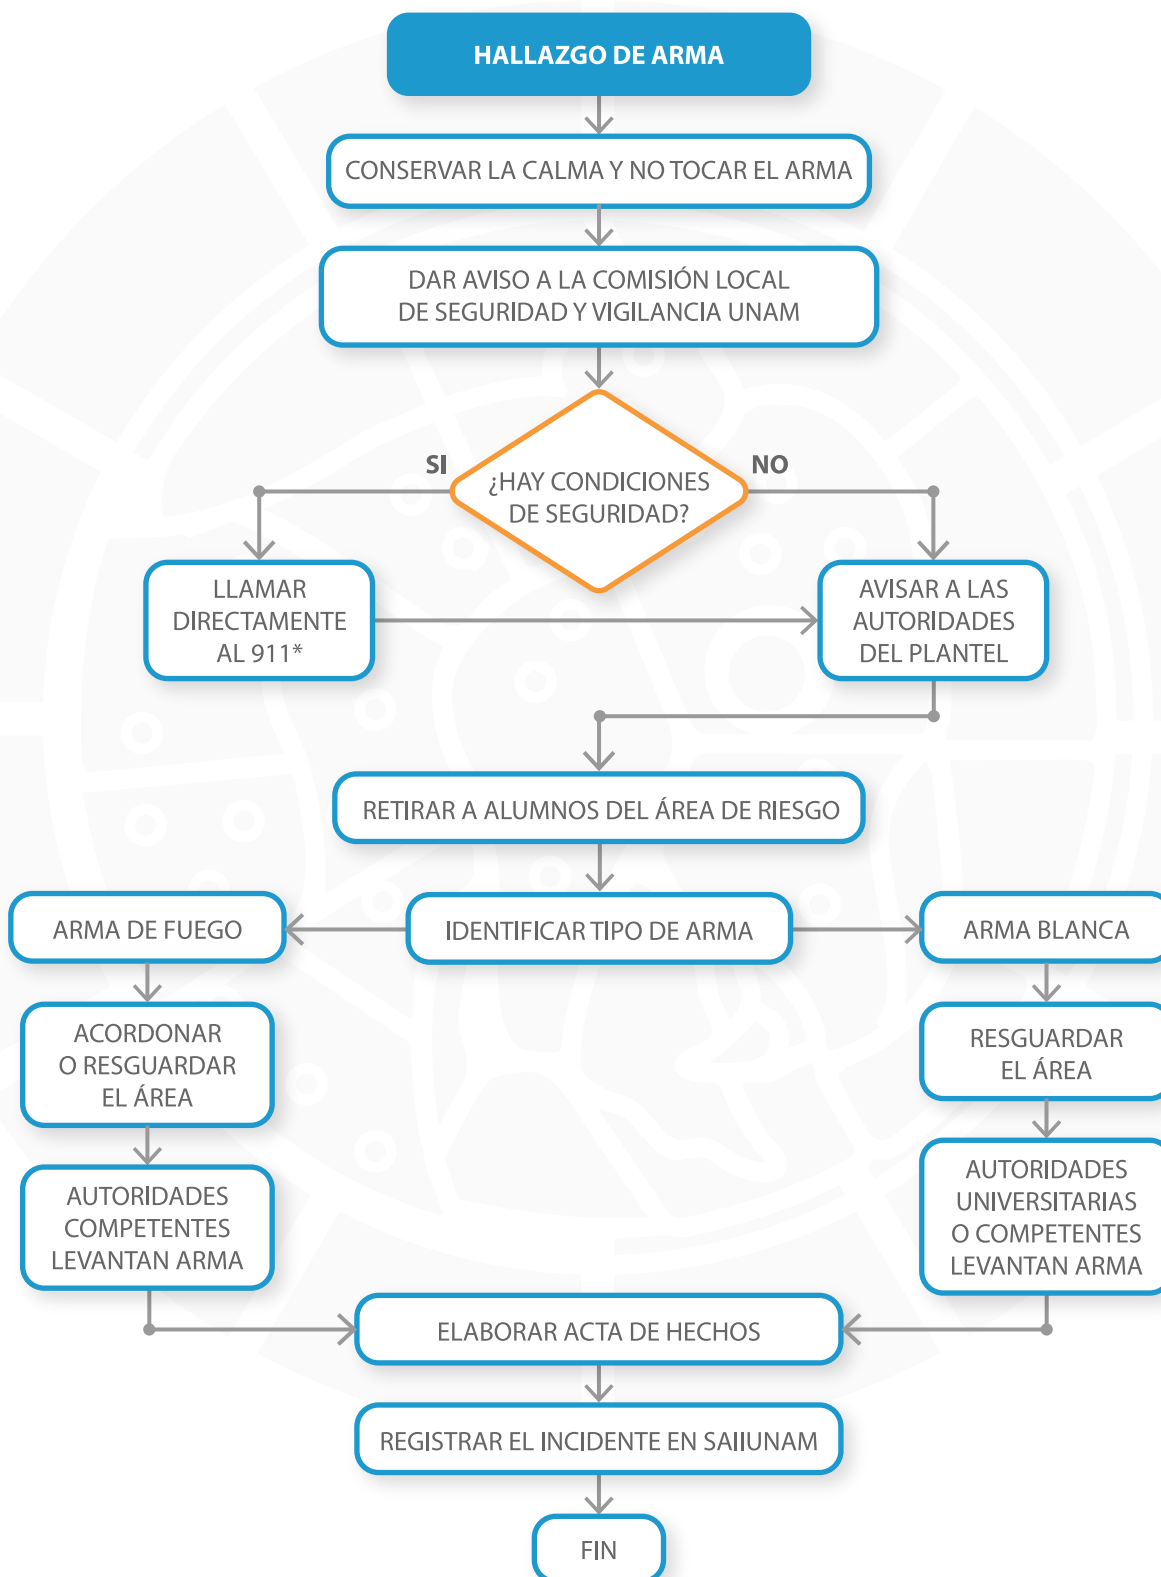 HALLAZGO DE ARMA
CONSERVAR LA CALMA Y NO TOCAR EL ARMA
DAR AVISO A LA COMISIÓN LOCAL
DE SEGURIDAD Y VIGILANCIA UNAM
SI
NO
¿HAY CONDICIONES
DE SEGURIDAD?
LLAMAR
DIRECTAMENTE
AL 911*
AVISAR A LAS
AUTORIDADES
DEL PLANTEL
RETIRAR A ALUMNOS DEL ÁREA DE RIESGO
ARMA DE FUEGO
IDENTIFICAR TIPO DE ARMA
ARMA BLANCA
ACORDONAR
O RESGUARDAR
EL ÁREA
RESGUARDAR
EL ÁREA
AUTORIDADES
COMPETENTES
LEVANTAN ARMA
AUTORIDADES
UNIVERSITARIAS
O COMPETENTES
LEVANTAN ARMA
ELABORAR ACTA DE HECHOS
REGISTRAR EL INCIDENTE EN SAIIUNAM
FIN